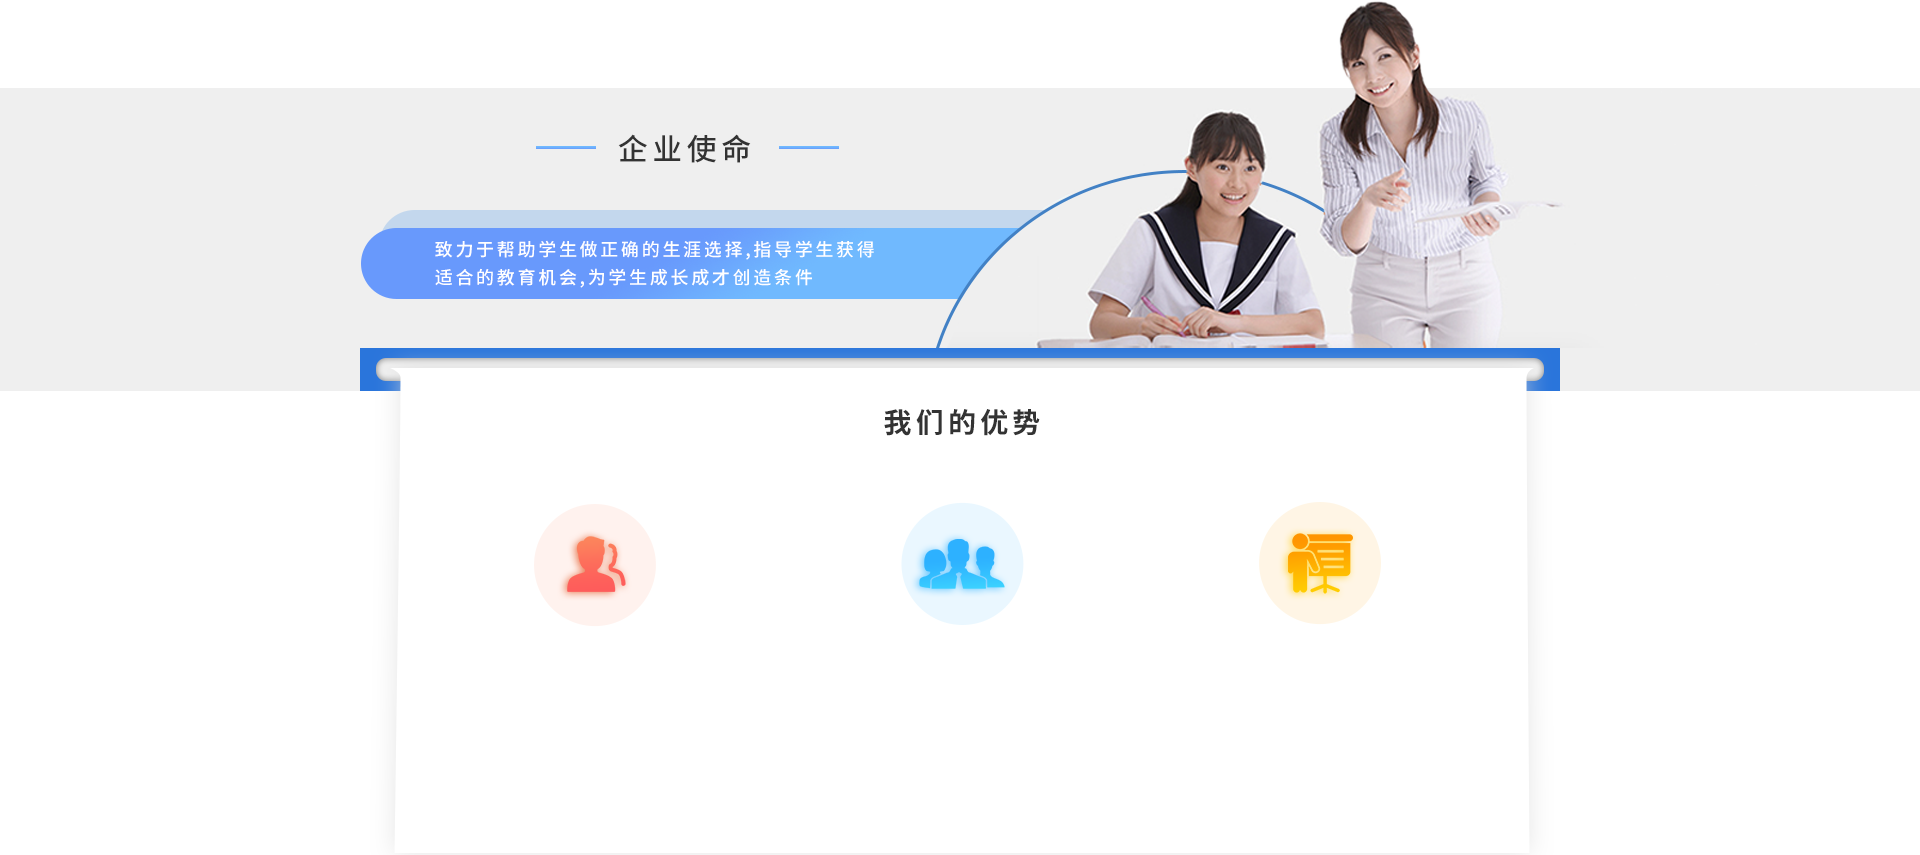 企业使命
致力于帮助学生做正确的生涯选择,指导学生获得
适合的教育机会,为学生成长成才创造条件
我们的优势